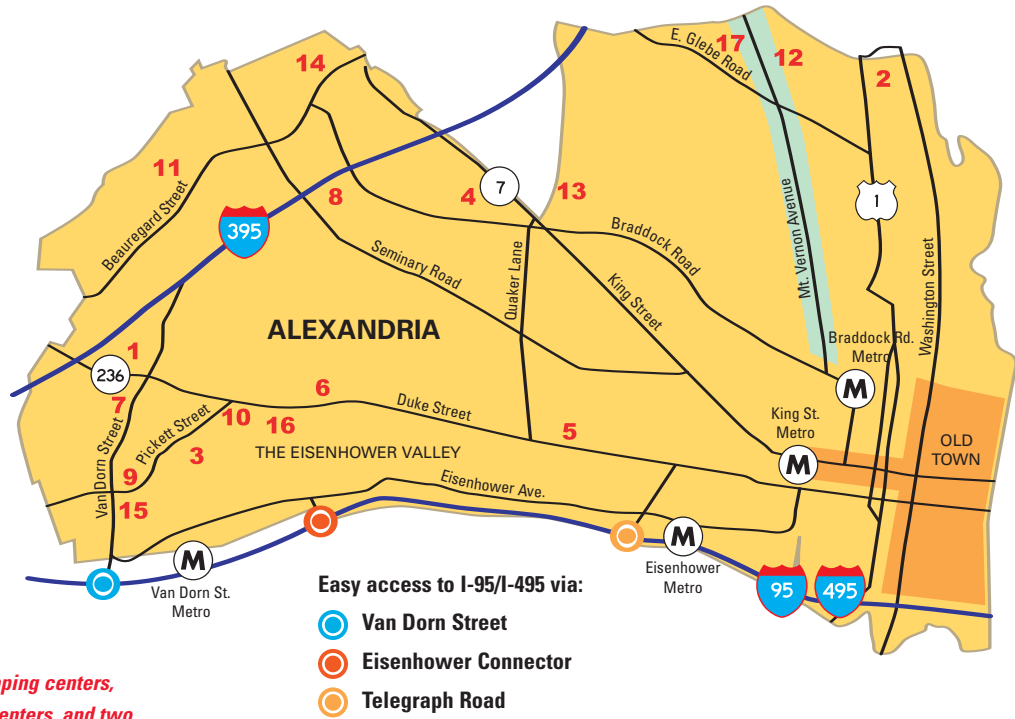 E. Glebe Road
17
12
2
14
11
Beauregard Street
8
4
7
13
395
Seminary Road
Quaker Lane
King Street
Braddock Road
Mt. Vernon Avenue
1
Washington Street
ALEXANDRIA
Braddock Rd.
Metro
M
1
236
7
Van Dorn Street
Pickett Street
10
6
16
3
9
15
Duke Street
THE EISENHOWER VALLEY
5
King St.
Metro
M
OLD
TOWN
Eisenhower Ave.
M
Van Dorn St.
Metro
M
Eisenhower
Metro
95
495
Easy access to I-95/I-495 via:
Van Dorn Street
Eisenhower Connector
Telegraph Road
centers,
and two